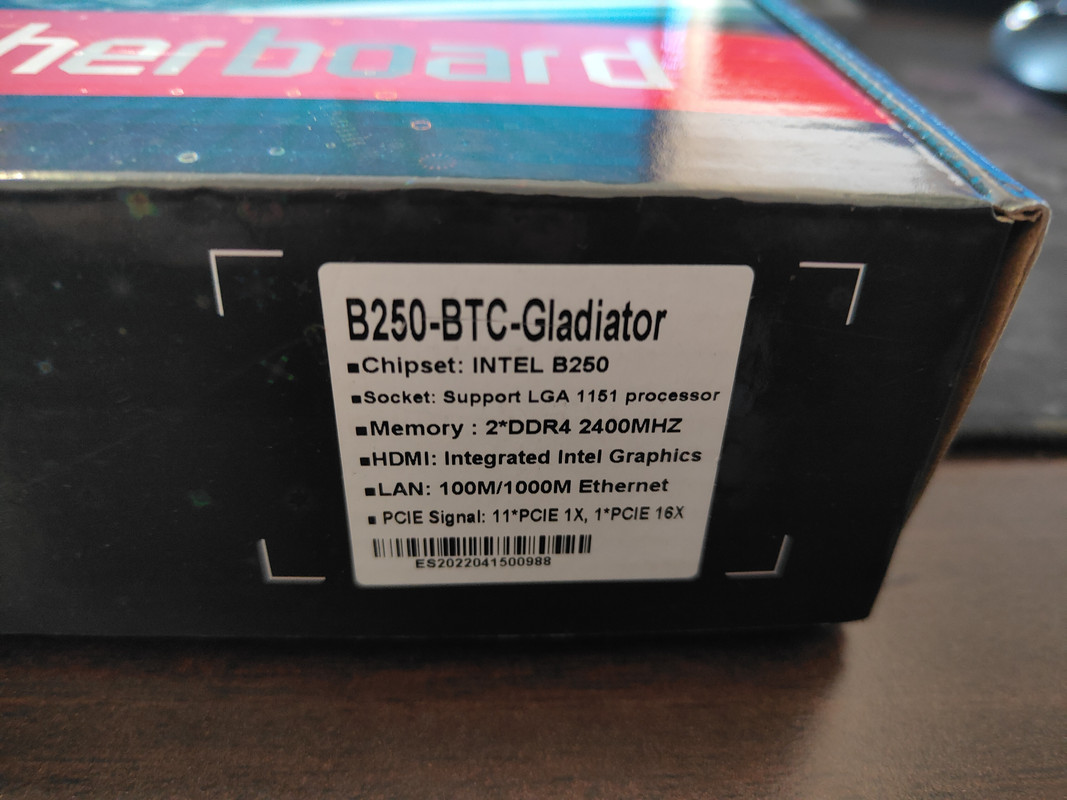 herboard
B250-BTC-Gladiator
▪Chipset: INTEL B250
▪Socket: Support LGA 1151 processor
▪Memory : 2*DDR4 2400MHZ
▪HDMI: Integrated Intel Graphics
▪LAN: 100M/1000M Ethernet
▪ PCIE Signal: 11*PCIE 1X, 1*PCIE 16X
ES2022041500988